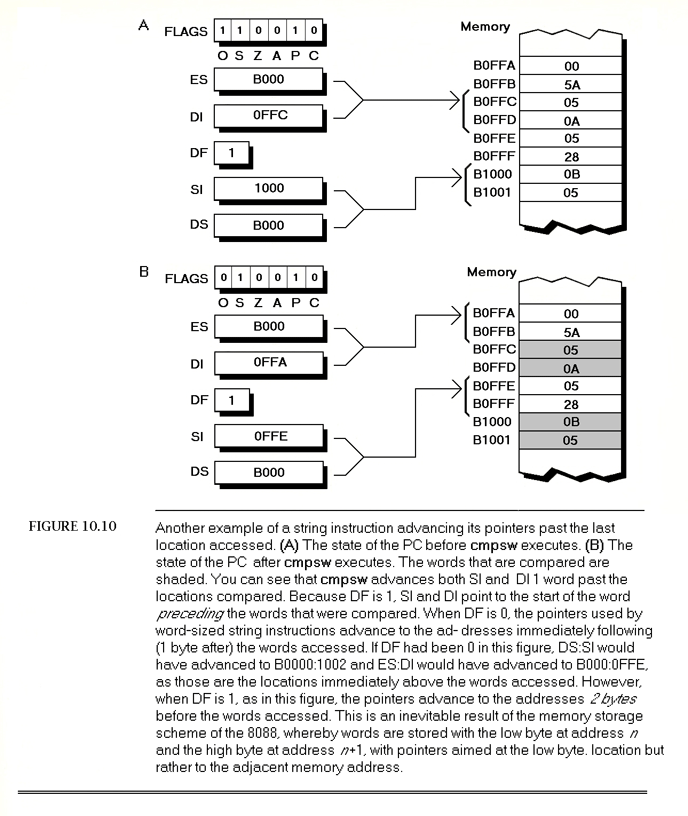 A FLAGS 1 1 0 0 1 0
O S Z A P C
Memory
ES B000
DI 0FFC
DF 1
SI 1000
DS B000
B0FFA 00
B0FFB 5A
B0FFC 05
B0FFD 0A
B0FFE 05
B0FFF 28
B1000 0B
B1001 05
B FLAGS 0 1 0 0 1 0
O S Z A P C
Memory
ES B000
DI 0FFA
DF 1
SI 0FFE
DS B000
B0FFA 00
B0FFB 5A
B0FFC 05
B0FFD 0A
B0FFE 05
B0FFF 28
B1000 0B
B1001 05
FIGURE 10.10
Another example of a string instruction advancing its pointers past the last
location accessed. (A) The state of the PC before cmpsw executes. (B) The
state of the PC after cmpsw executes. The words that are compared are
shaded. You can see that cmpsw advances both SI and DI 1 word past the
locations compared. Because DF is 1, SI and DI point to the start of the word
preceding the words that were compared. When DF is 0, the pointers used by
word-sized string instructions advance to the ad- dresses immediately following
(1 byte after) the words accessed. If DF had been 0 in this figure, DS:SI would
have advanced to B0000:1002 and ES:DI would have advanced to B000:0FFE,
as those are the locations immediately above the words accessed. However,
when DF is 1, as in this figure, the pointers advance to the addresses 2 bytes
before the words accessed. This is an inevitable result of the memory storage
scheme of the 8088, whereby words are stored with the low byte at address n
and the high byte at address n+1, with pointers aimed at the low byte. location but
rather to the adjacent memory address.